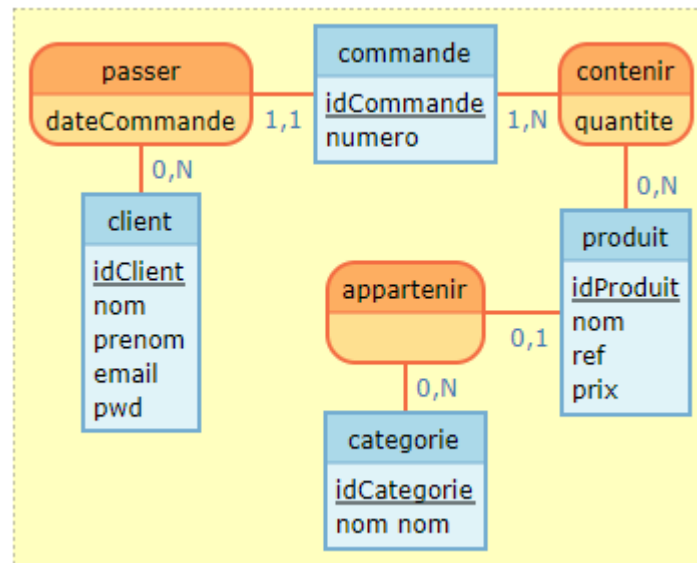 passer
dateCommande
1,1
commande
idCommande
numero
1,N
contenir
quantite
0,N
0,N
client
idClient
nom
prenom
email
pwd
produit
idProduit
nom
ref
prix
appartenir
0,1
0,N
categorie
idCategorie
nom nom